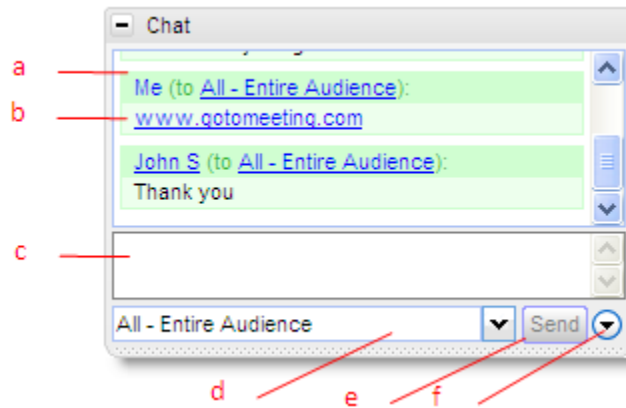 Chat
a
Me (to All - Entire Audience):
b
www.gotomeeting.com
John S (to All - Entire Audience):
Thank you
c
All - Entire Audience
Send
d
e
f